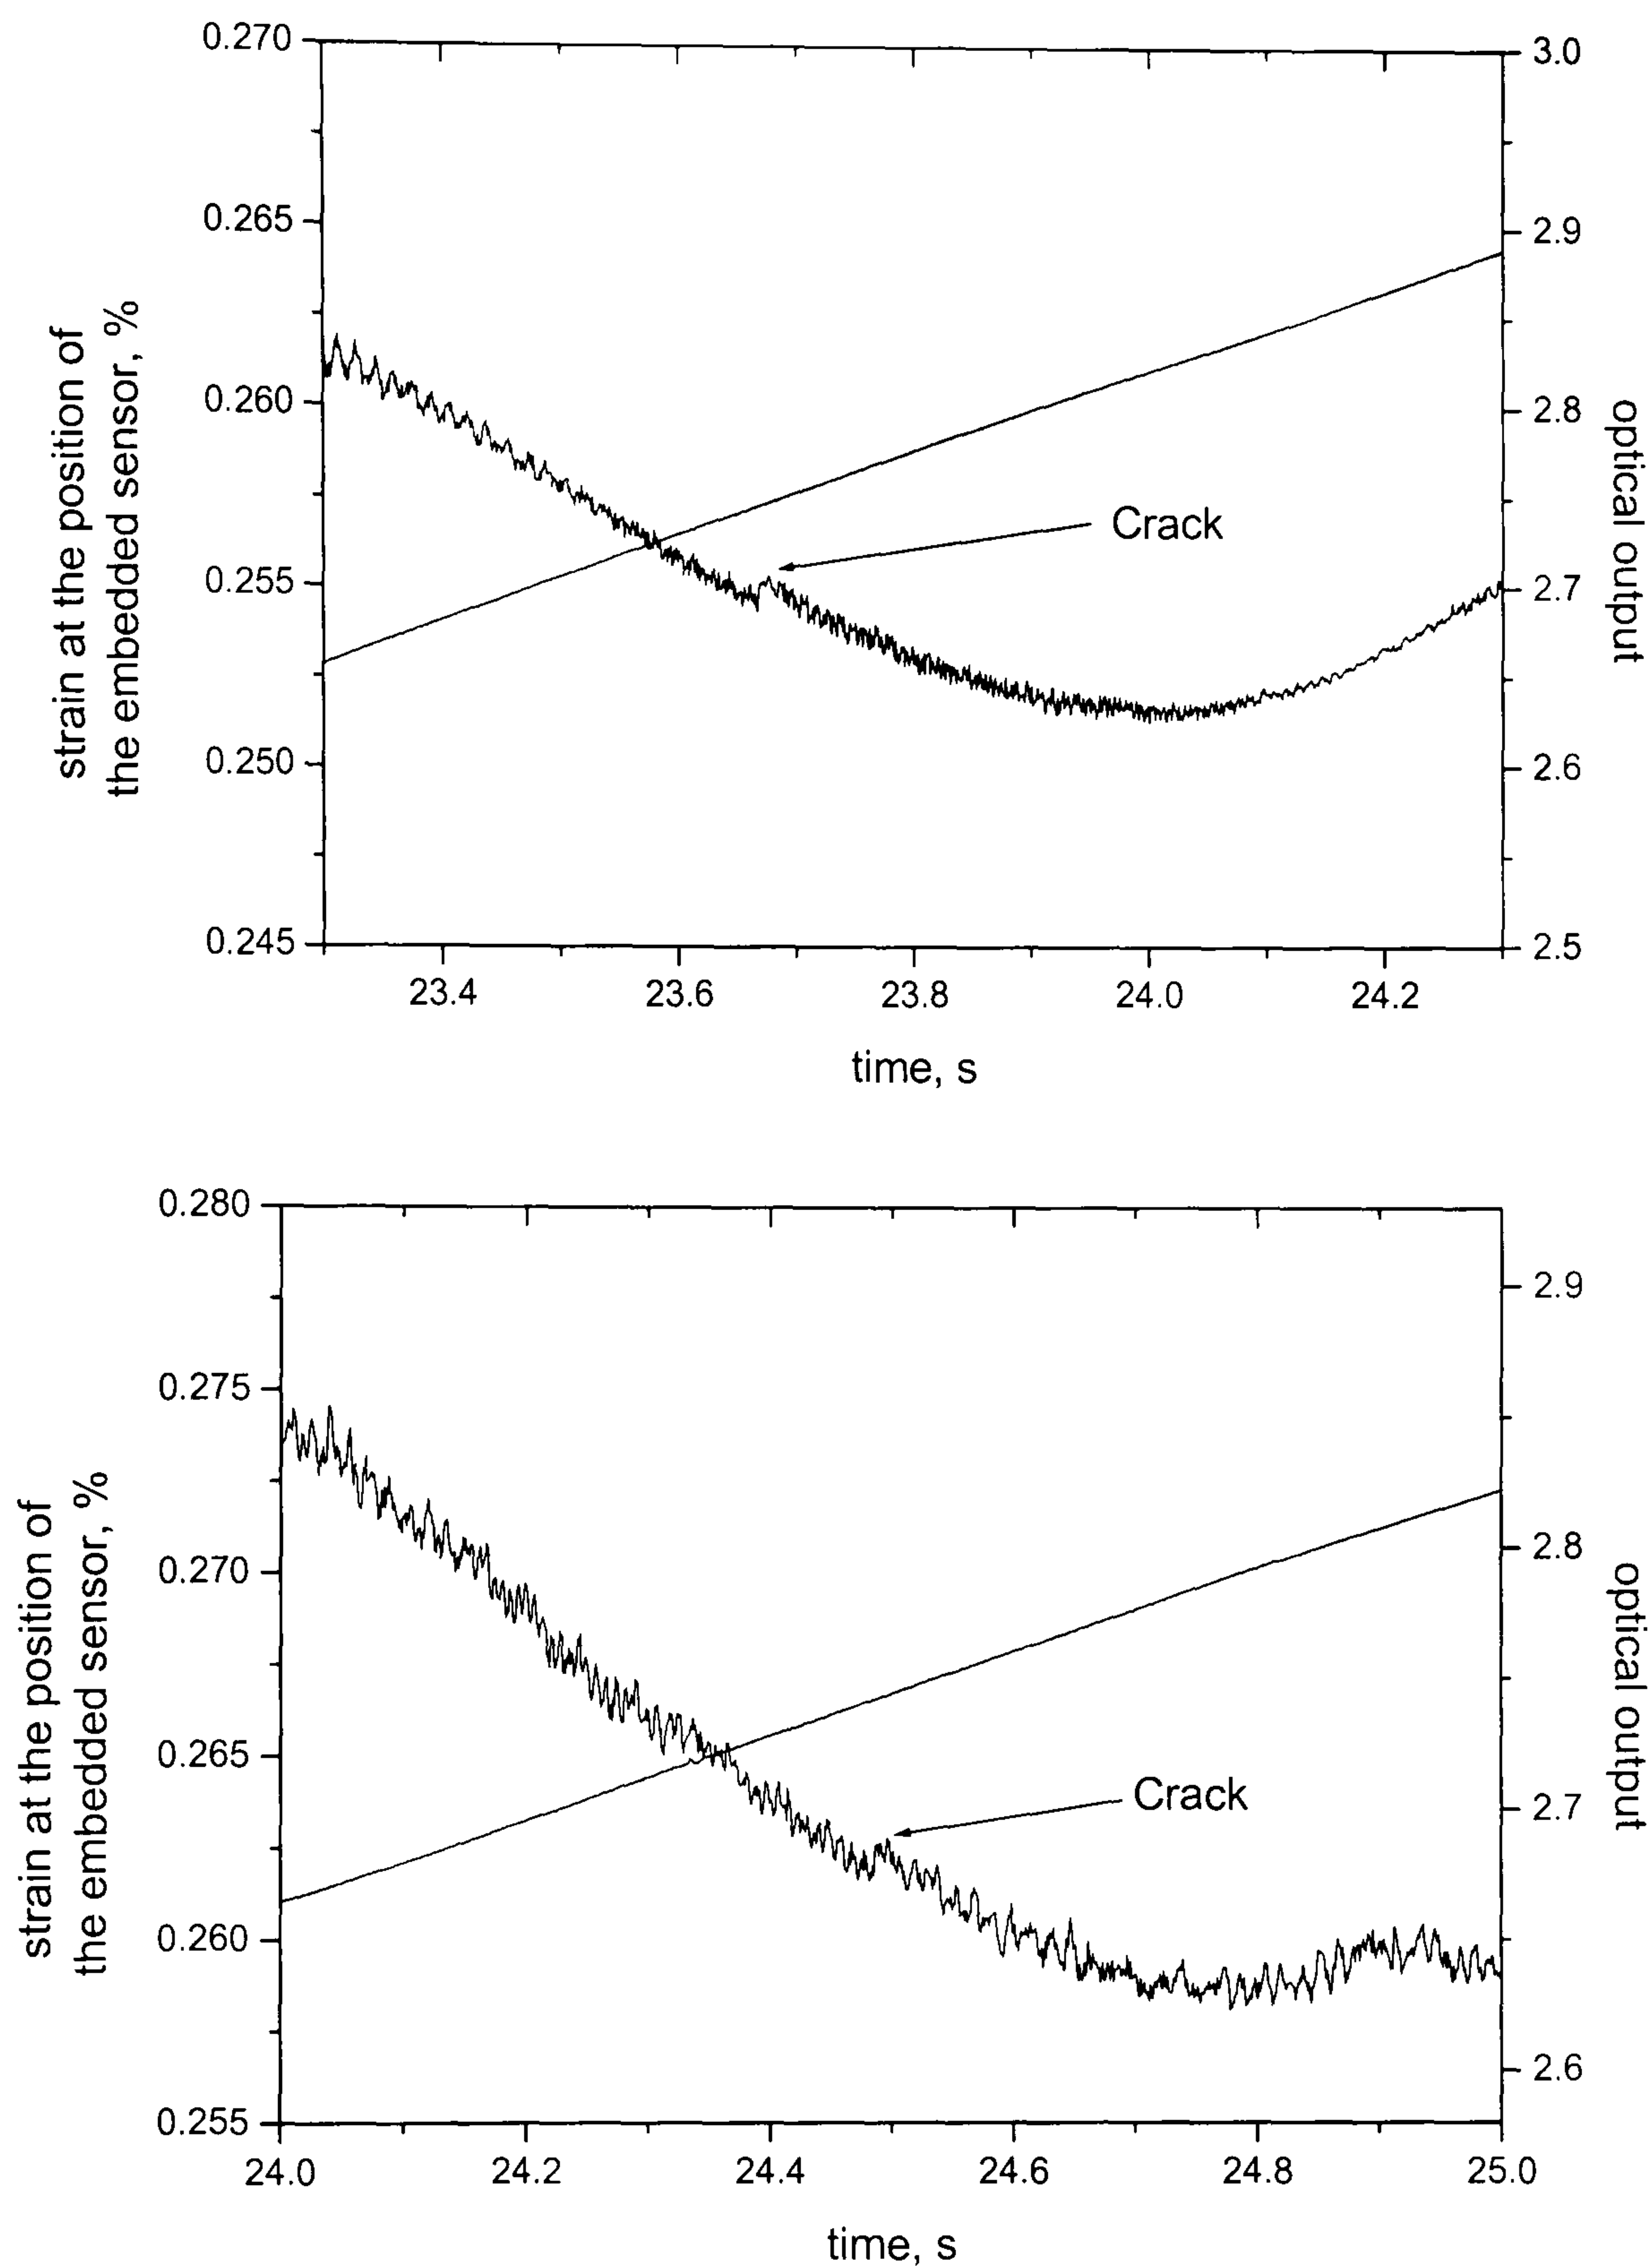 0.270
0.265
0.260
0.255
0.250
0.245
strain at the position of
the embedded sensor, %
3.0
2.9
2.8
2.7
2.6
2.5
optical output
Crack
23.4 23.6 23.8 24.0 24.2
time, s
0.280
0.275
0.270
0.265
0.260
0.255
strain at the position of
the embedded sensor, %
2.9
2.8
2.7
2.6
optical output
Crack
24.0 24.2 24.4 24.6 24.8 25.0
time, s